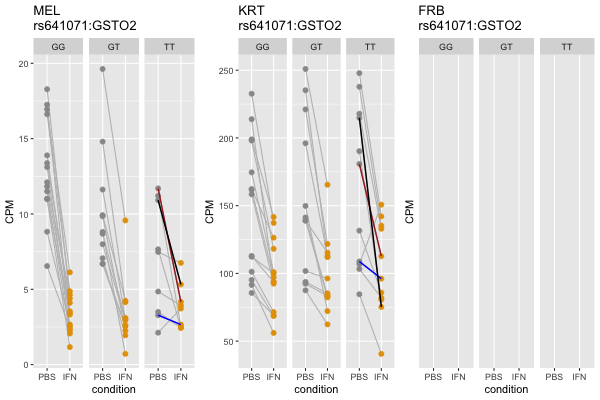 MEL
rs641071:GSTO2
GG GT TT
CPM
20
15
10
5
0
PBS IFN PBS IFN PBS IFN
condition
KRT
rs641071:GSTO2
GG GT TT
CPM
250
200
150
100
50
PBS IFN PBS IFN PBS IFN
condition
FRB
rs641071:GSTO2
GG GT TT
CPM
PBS IFN PBS IFN PBS IFN
condition